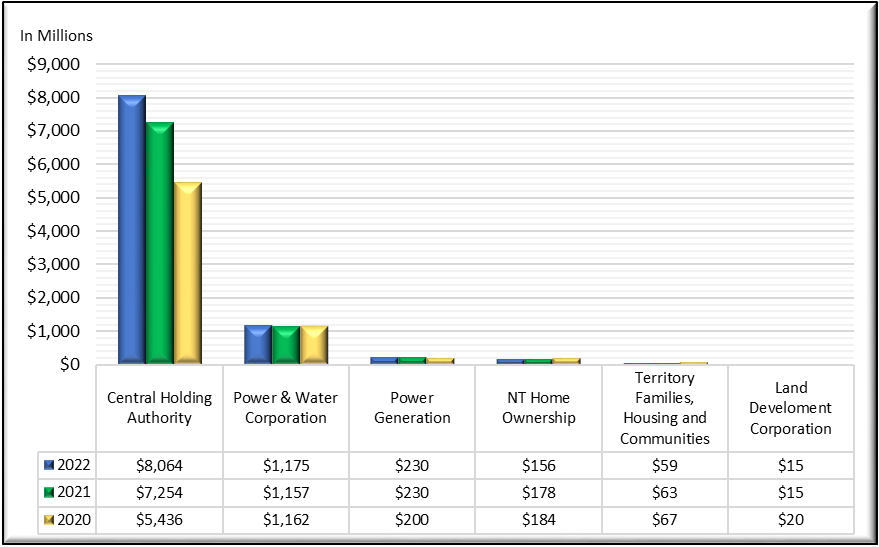 In Millions
$9,000
$8,000
$7,000
$6,000
$5,000
$4,000
$3,000
$2,000
$1,000
$0
Central Holding
Authority
Power & Water
Corporation
Power
Generation
NT Home
Ownership
Territory
Families,
Housing and
Communities
Land
Develoment
Corporation
2022 $8,064 $1,175 $230 $156 $59 $15
2021 $7,254 $1,157 $230 $178 $63 $15
2020 $5,436 $1,162 $200 $184 $67 $20